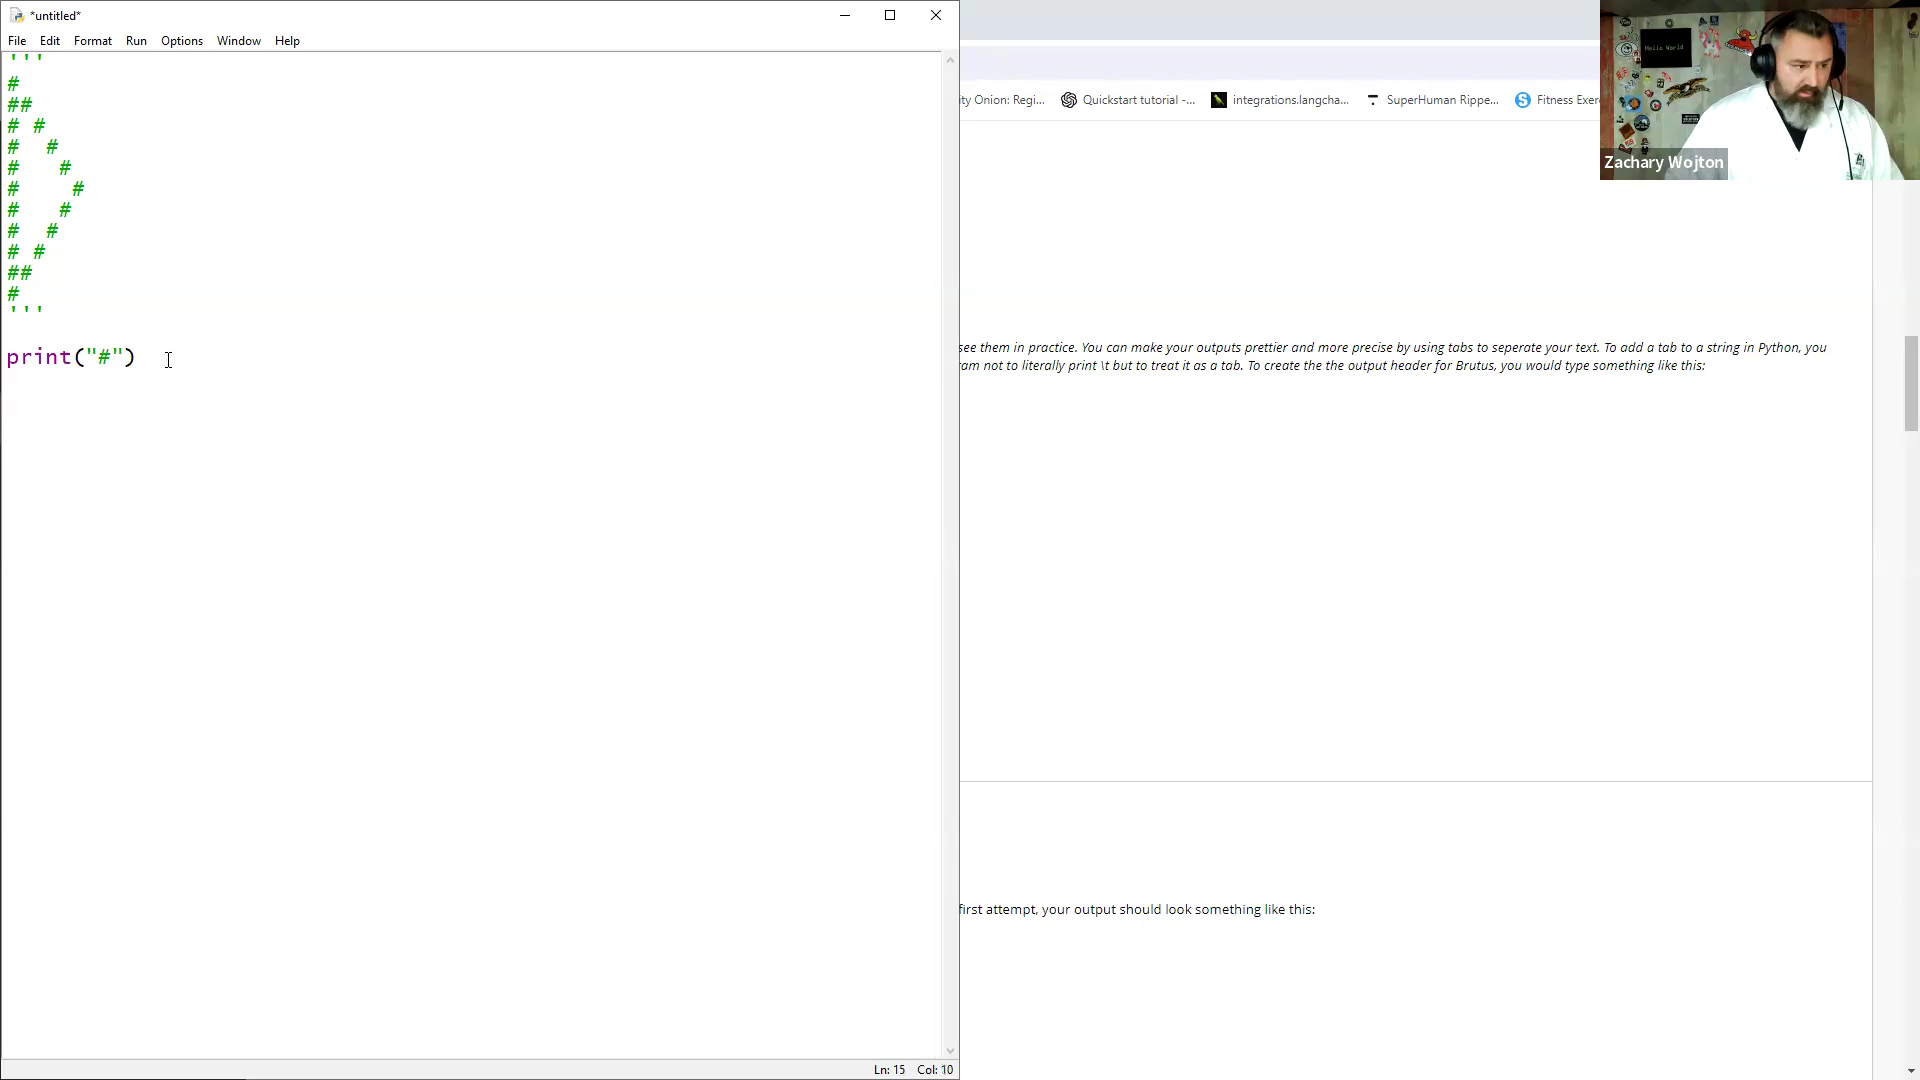 *untitled*
File Edit Format Run Options Window Help
'''
#
##
# #
#  #
#   #
#    #
#   #
#  #
# #
##
#
'''
print("#")
Ln: 15 Col: 10
ity Onion: Regi... Quickstart tutorial -... integrations.langcha... SuperHuman Rippe... Fitness Exer
see them in practice. You can make your outputs prettier and more precise by using tabs to seperate your text. To add a tab to a string in Python, you
ram not to literally print \t but to treat it as a tab. To create the the output header for Brutus, you would type something like this:
first attempt, your output should look something like this:
Hello World
Zachary Wojton